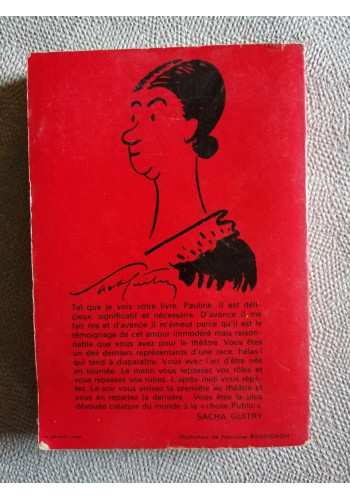 Sacha Guitry
Tel que je vois votre livre, Pauline, il est déli-
cieux, significatif et nécessaire. D'avance il me
fait rire et d'avance il m'émeut parce qu'il est le
témoignage de cet amour immodéré mais raison-
nable que vous avez pour le théâtre. Vous êtes
un des derniers représentants d'une race, hélas !
qui tend à disparaître. Vous avez l'air d'être née
en tournée. Le matin vous repassez vos rôles et
vous repassez vos robes. L'après-midi vous répé-
tez. Le soir vous arrivez la première au théâtre et
vous en repartez la dernière... Vous être la plus
dévouée créature du monde à la «chose Public».
SACHA GUITRY
Illustrations de Françoise